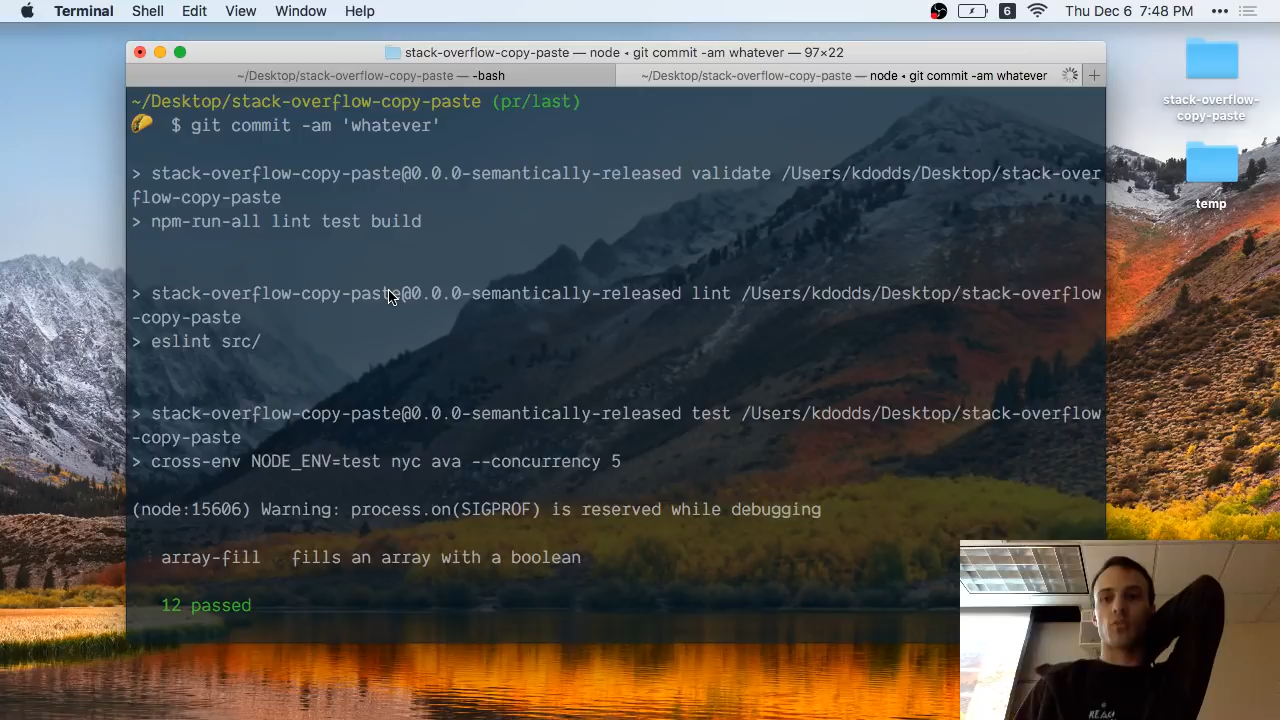 Terminal Shell Edit View Window Help 6 Thu Dec 6 7:48 PM
stack-overflow-copy-paste — node ◂ git commit -am whatever — 97×22
~/Desktop/stack-overflow-copy-paste — -bash
~/Desktop/stack-overflow-copy-paste — node ◂ git commit -am whatever
~/Desktop/stack-overflow-copy-paste (pr/last)
🌮 $ git commit -am 'whatever'
> stack-overflow-copy-paste@0.0.0-semantically-released validate /Users/kdodds/Desktop/stack-over
flow-copy-paste
> npm-run-all lint test build
> stack-overflow-copy-paste@0.0.0-semantically-released lint /Users/kdodds/Desktop/stack-overflow
-copy-paste
> eslint src/
> stack-overflow-copy-paste@0.0.0-semantically-released test /Users/kdodds/Desktop/stack-overflow
-copy-paste
> cross-env NODE_ENV=test nyc ava --concurrency 5
(node:15606) Warning: process.on(SIGPROF) is reserved while debugging
array-fill fills an array with a boolean
12 passed
stack-overflow-
copy-paste
temp